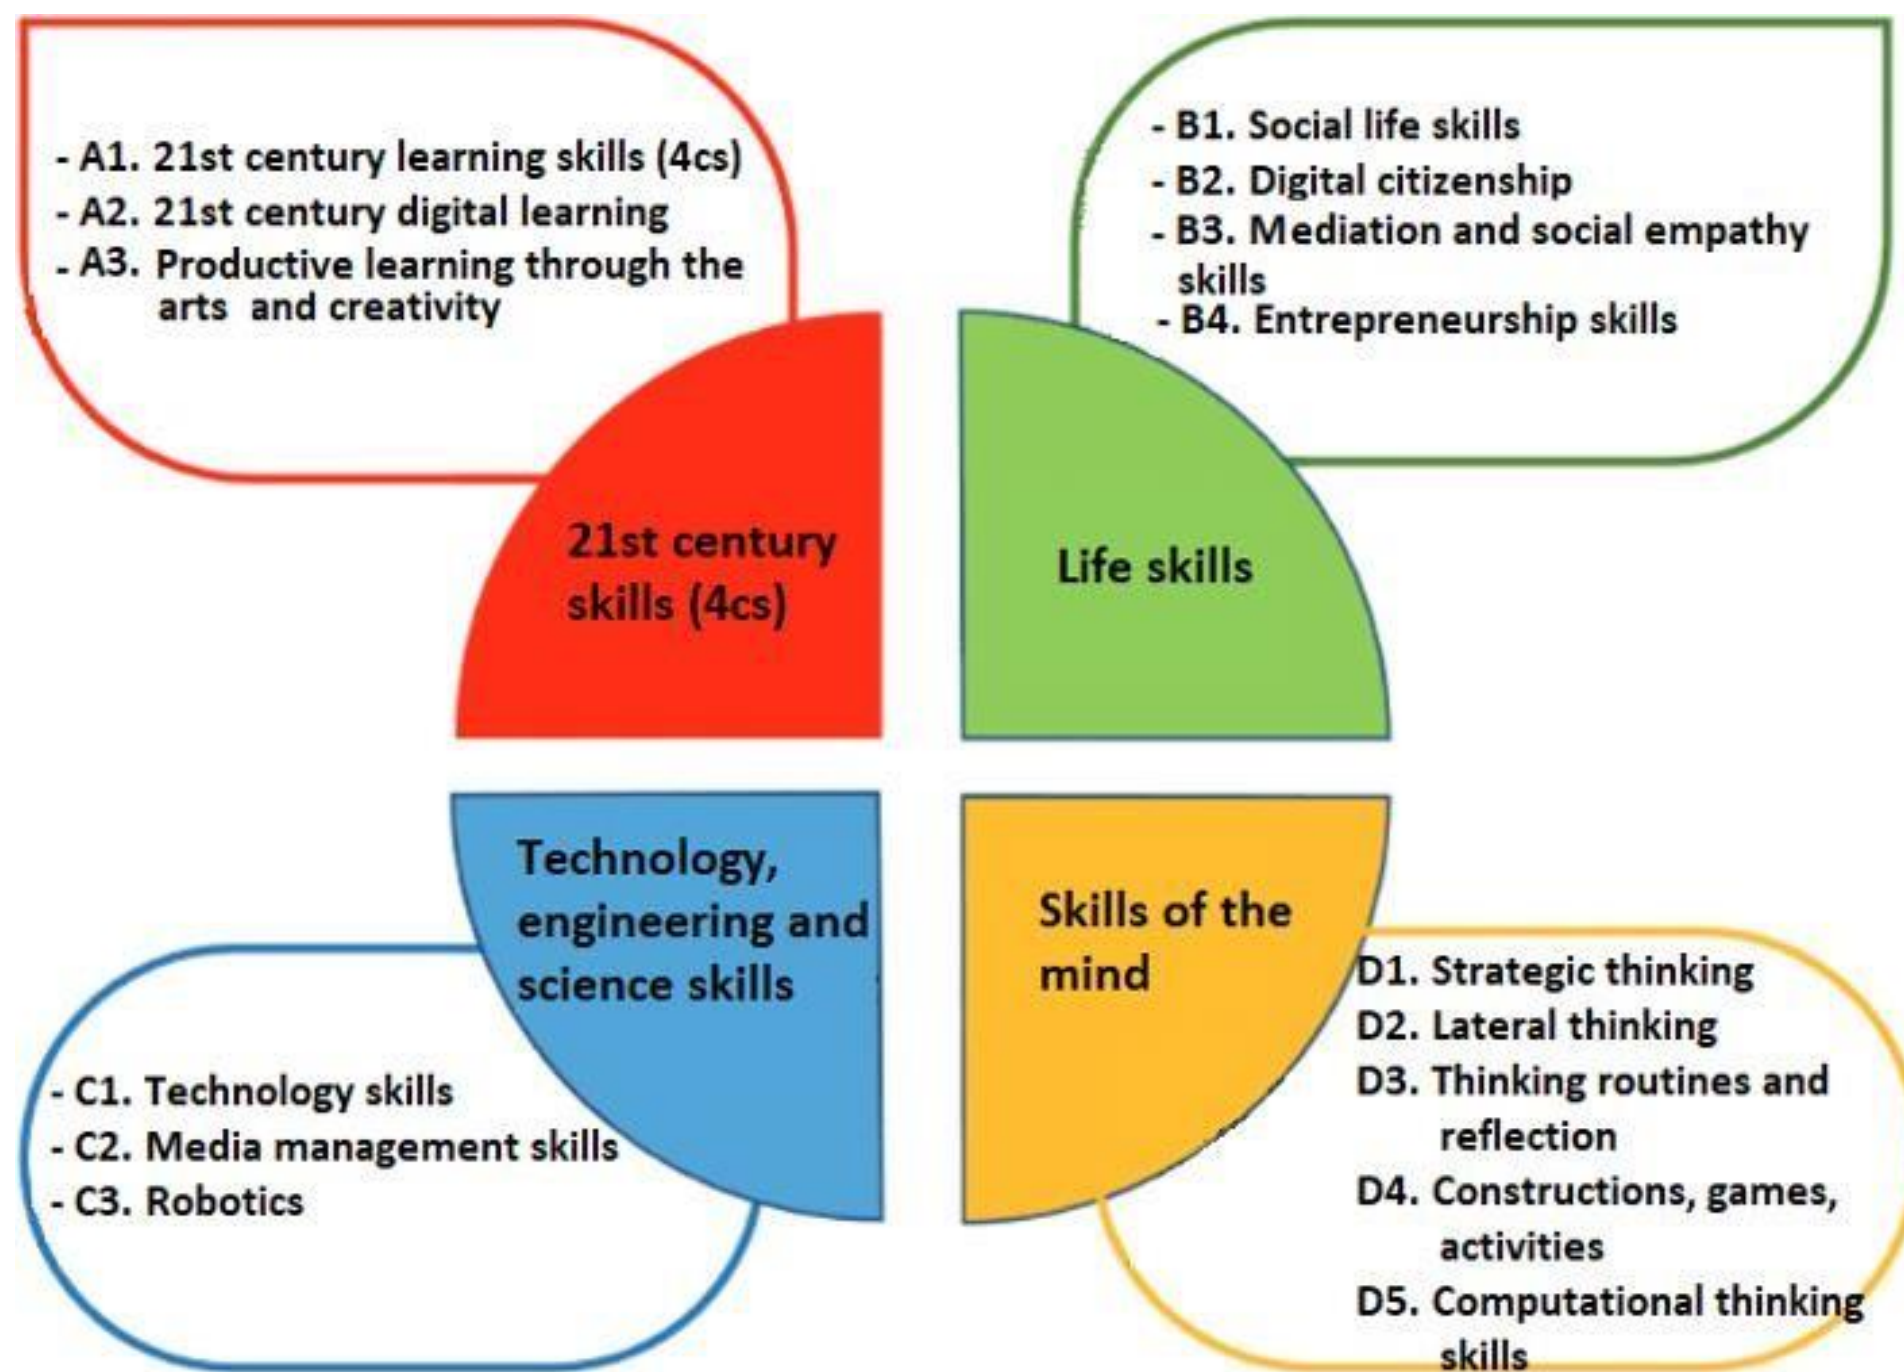 - A1. 21st century learning skills (4cs)
- A2. 21st century digital learning
- A3. Productive learning through the
arts and creativity
- B1. Social life skills
- B2. Digital citizenship
- B3. Mediation and social empathy
skills
- B4. Entrepreneurship skills
21st century
skills (4cs)
Life skills
Technology,
engineering and
science skills
Skills of the
mind
- C1. Technology skills
- C2. Media management skills
- C3. Robotics
D1. Strategic thinking
D2. Lateral thinking
D3. Thinking routines and
reflection
D4. Constructions, games,
activities
D5. Computational thinking
skills